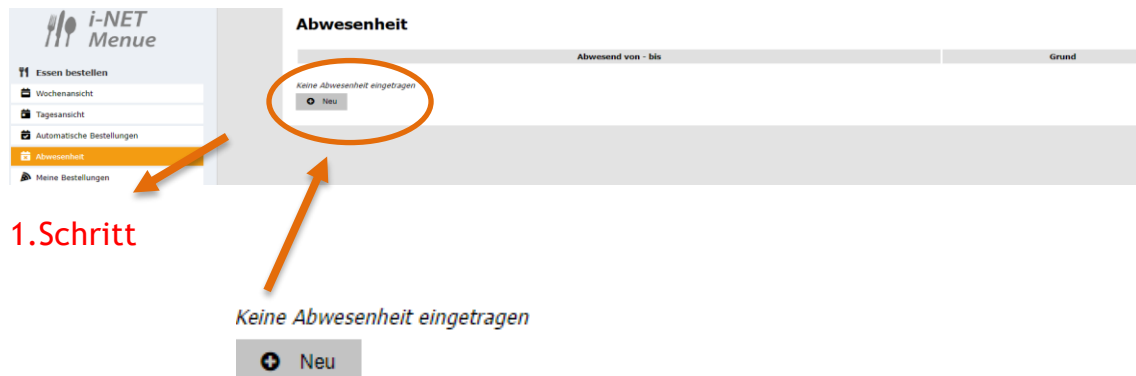 i-NET
Menue
Essen bestellen
Wochenansicht
Tagesansicht
Automatische Bestellungen
Abwesenheit
Meine Bestellungen
Abwesenheit
Abwesend von - bis Grund
Keine Abwesenheit eingetragen
Neu
1.Schritt
Keine Abwesenheit eingetragen
Neu